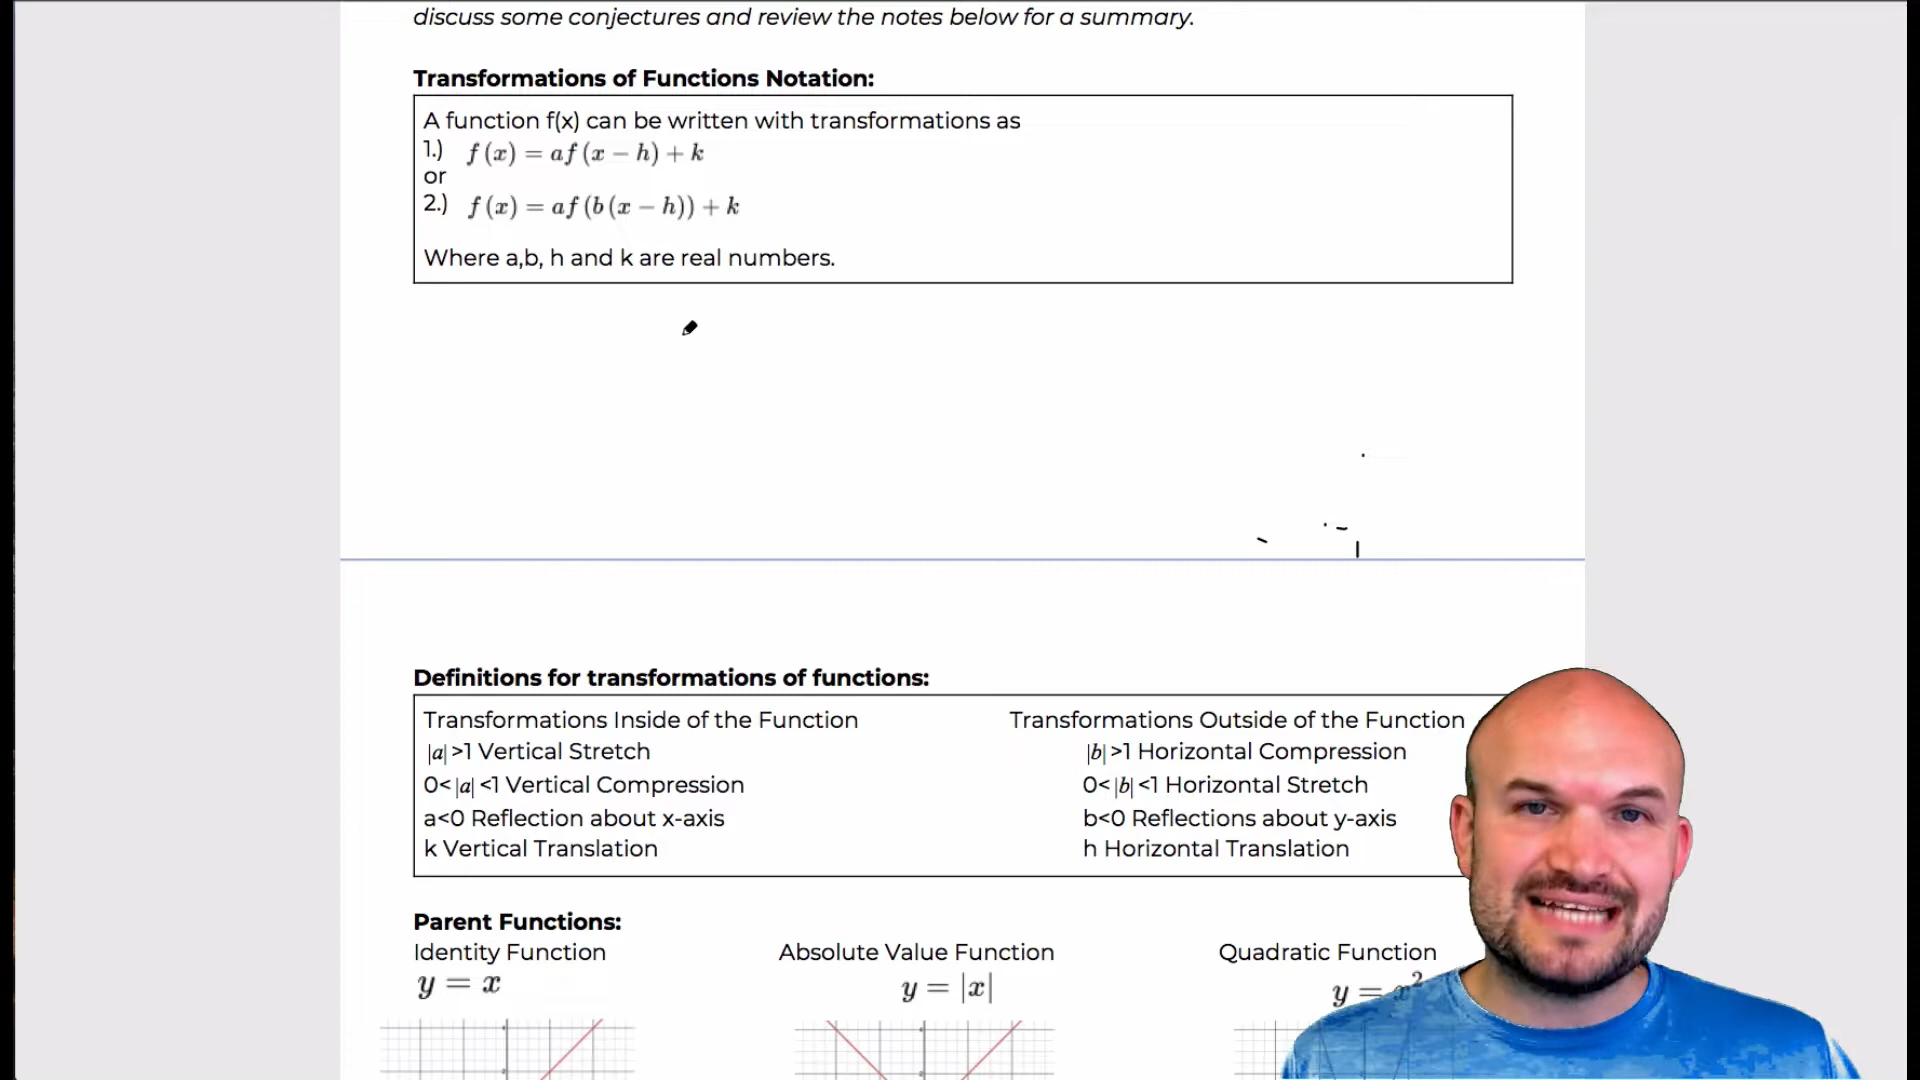 discuss some conjectures and review the notes below for a summary.
Transformations of Functions Notation:
A function f(x) can be written with transformations as
1.) f(x) = af(x − h) + k
or
2.) f(x) = af(b(x − h)) + k
Where a,b, h and k are real numbers.
Definitions for transformations of functions:
Transformations Inside of the Function Transformations Outside of the Function
|a| >1 Vertical Stretch |b| >1 Horizontal Compression
0< |a| <1 Vertical Compression 0< |b| <1 Horizontal Stretch
a<0 Reflection about x-axis b<0 Reflections about y-axis
k Vertical Translation h Horizontal Translation
Parent Functions:
Identity Function Absolute Value Function Quadratic Function
y = x y = |x| y = x²